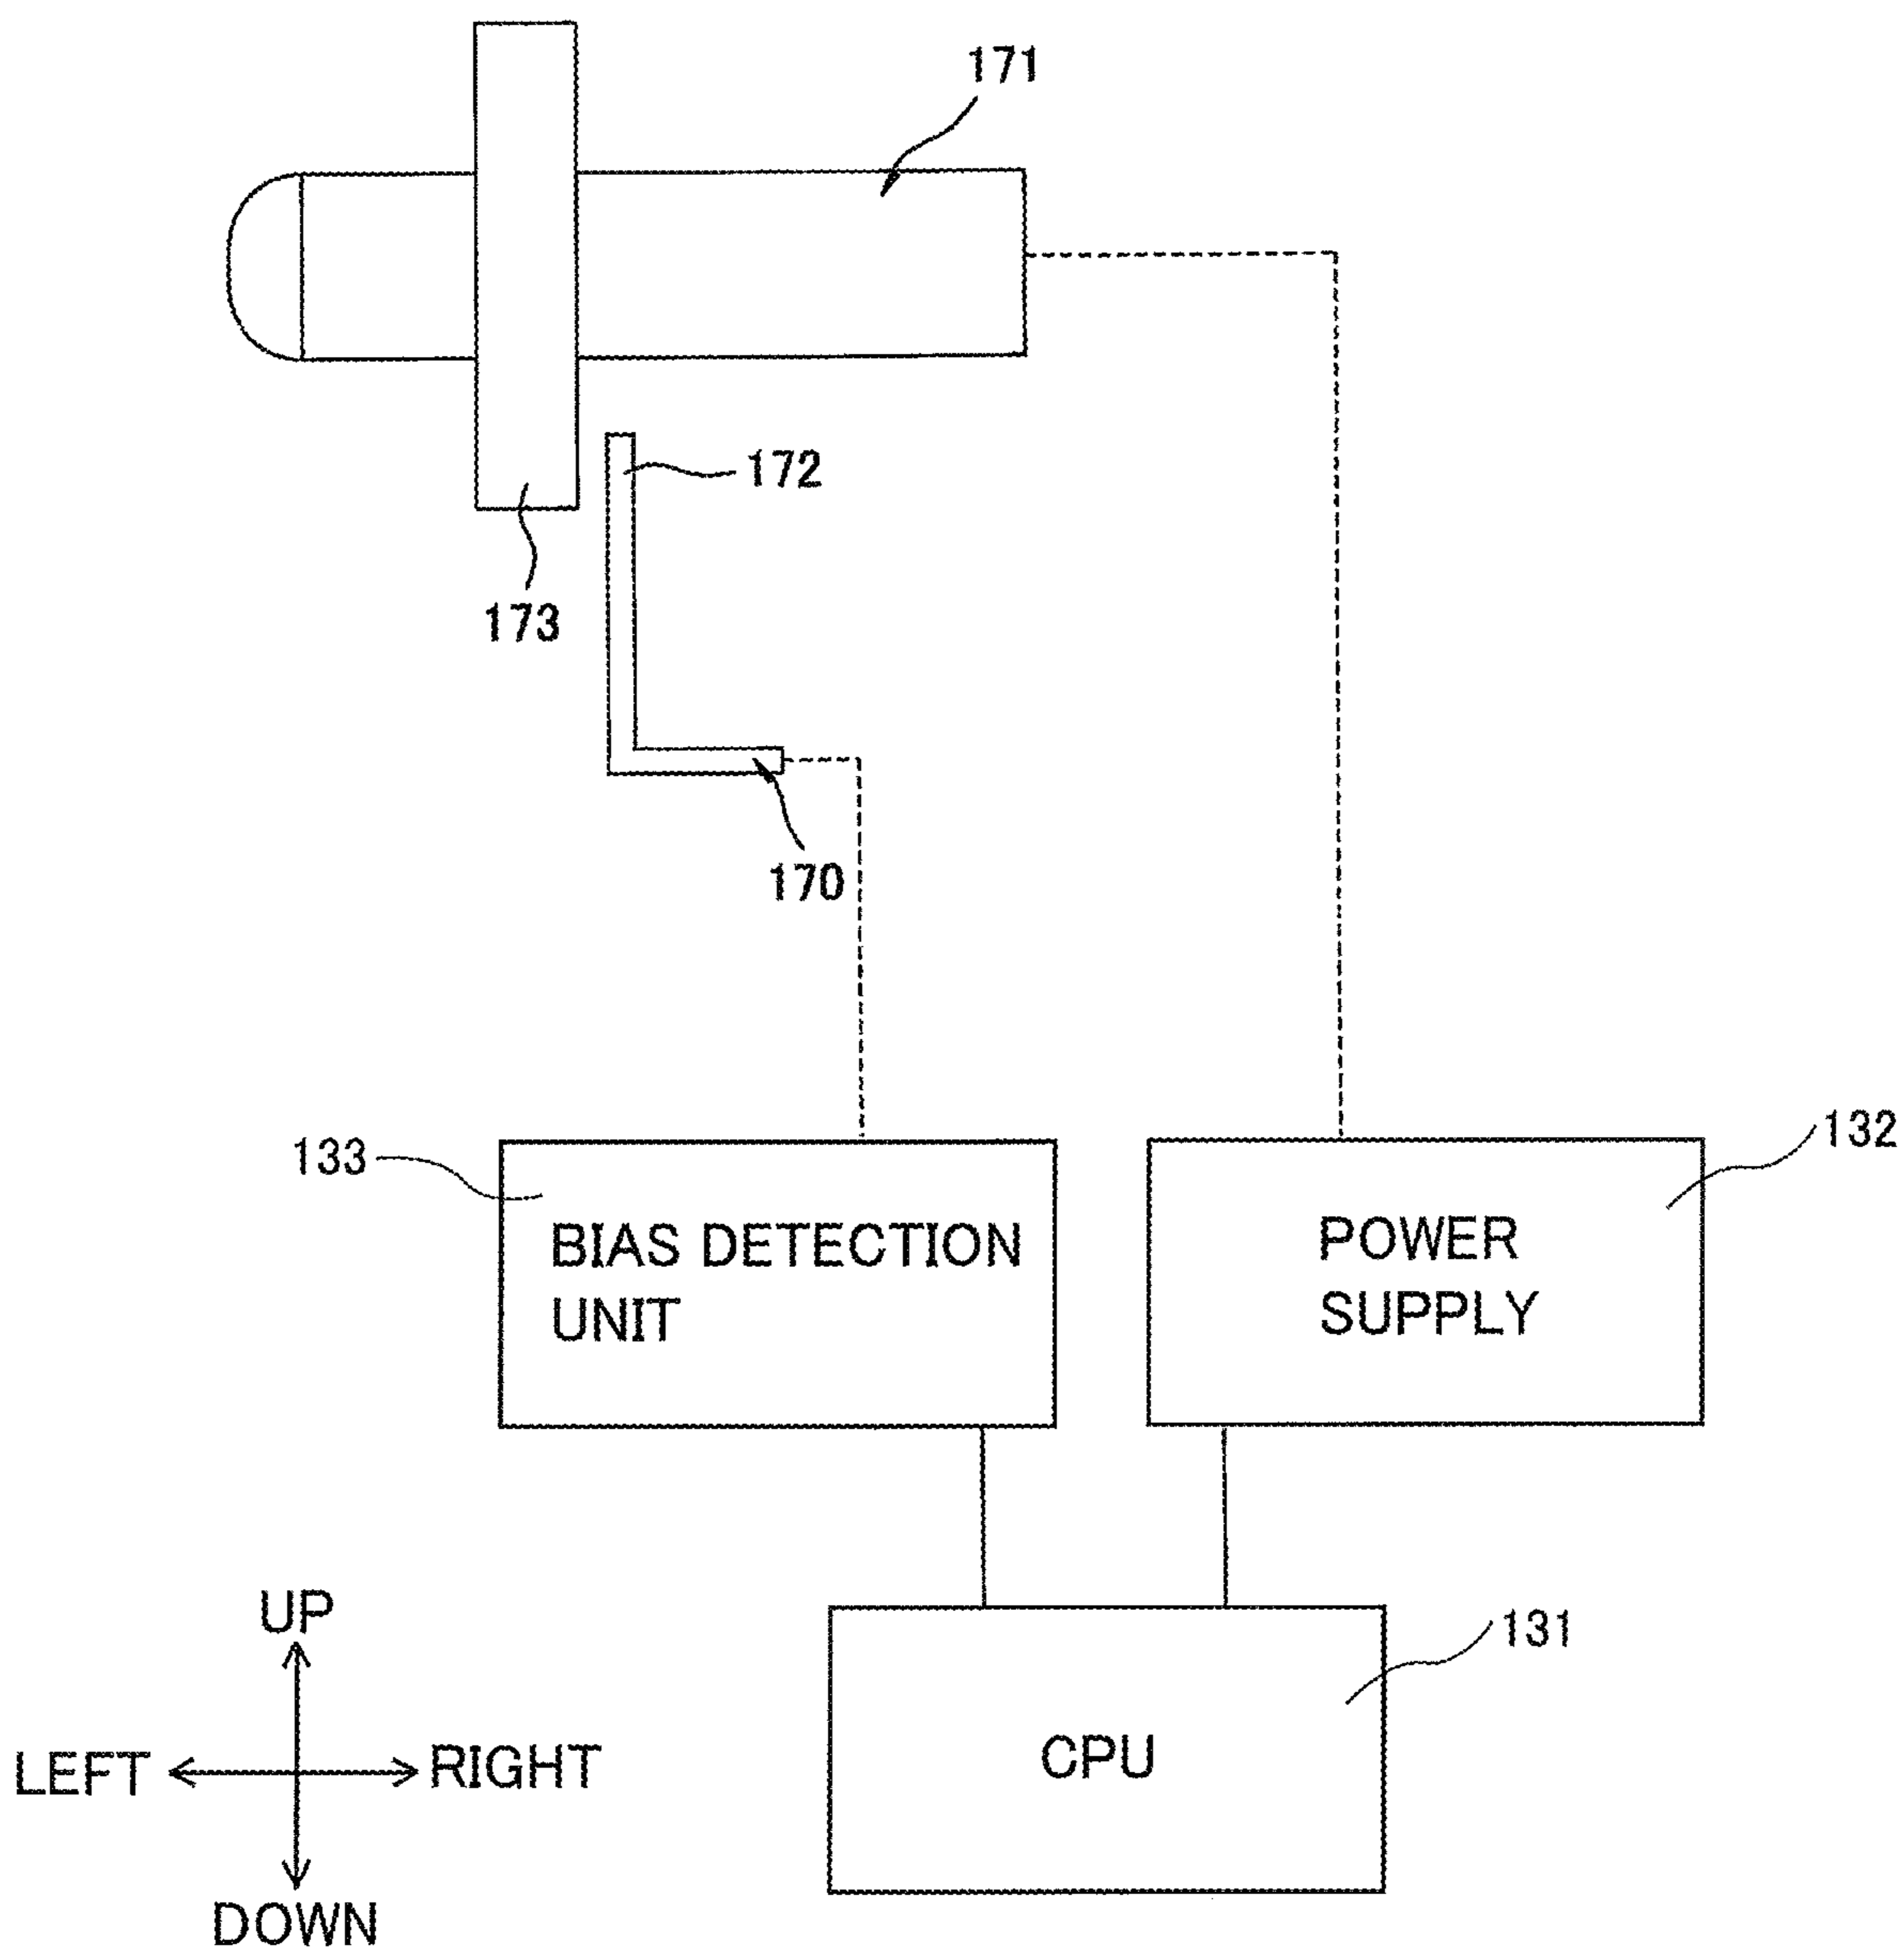 171
172
173
170
133
132
BIAS DETECTION
UNIT
POWER
SUPPLY
131
CPU
UP
LEFT
RIGHT
DOWN